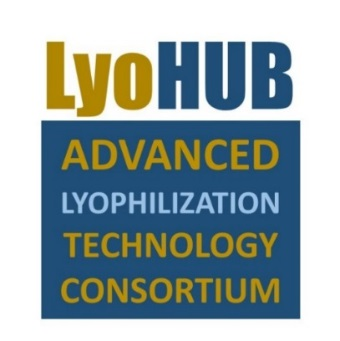 LyoHUB
ADVANCED
LYOPHILIZATION
TECHNOLOGY
CONSORTIUM